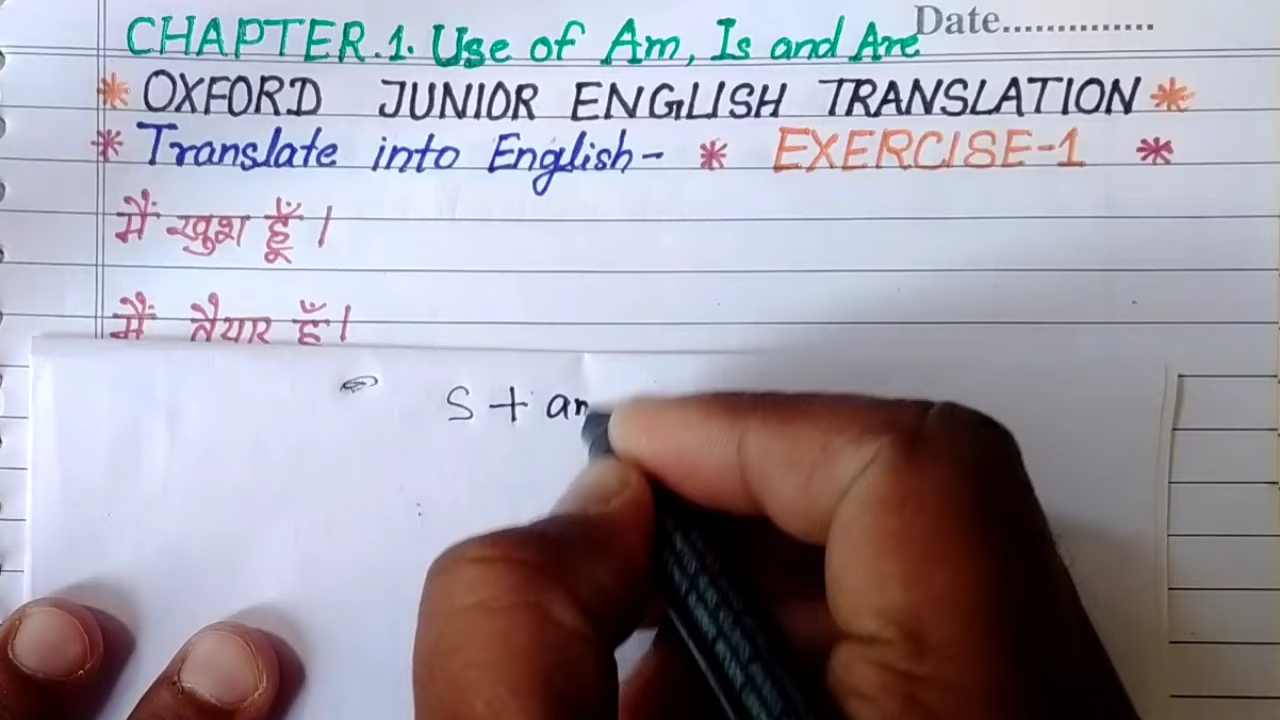 Date..............
CHAPTER.1. Use of Am, Is and Are
* OXFORD JUNIOR ENGLISH TRANSLATION *
* Translate into English- * EXERCISE-1 *
मैं खुश हूँ।
मैं तैयार हूँ।
S + am